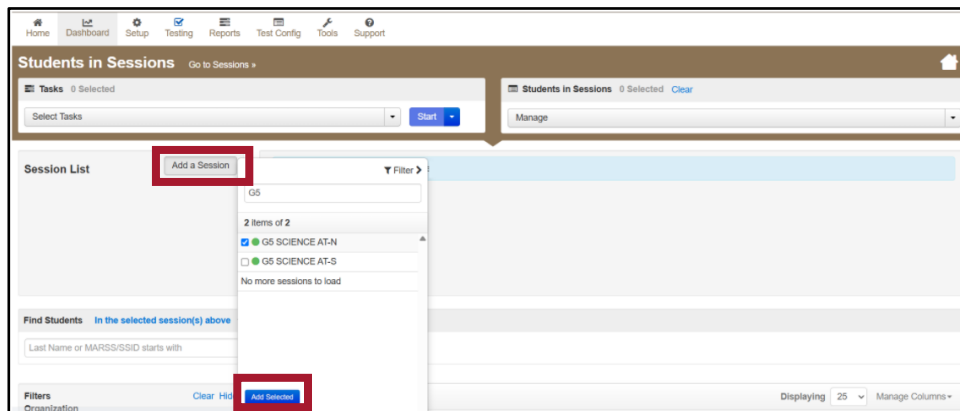 Home Dashboard Setup Testing Reports Test Config Tools Support
Students in Sessions Go to Sessions »
Tasks 0 Selected
Students in Sessions 0 Selected Clear
Select Tasks Start
Manage
Session List Add a Session
Filter
G5
2 items of 2
G5 SCIENCE AT-N
G5 SCIENCE AT-S
No more sessions to load
Find Students In the selected session(s) above
Last Name or MARSS/SSID starts with
Filters Clear Hid Add Selected Displaying 25 Manage Columns
Organization